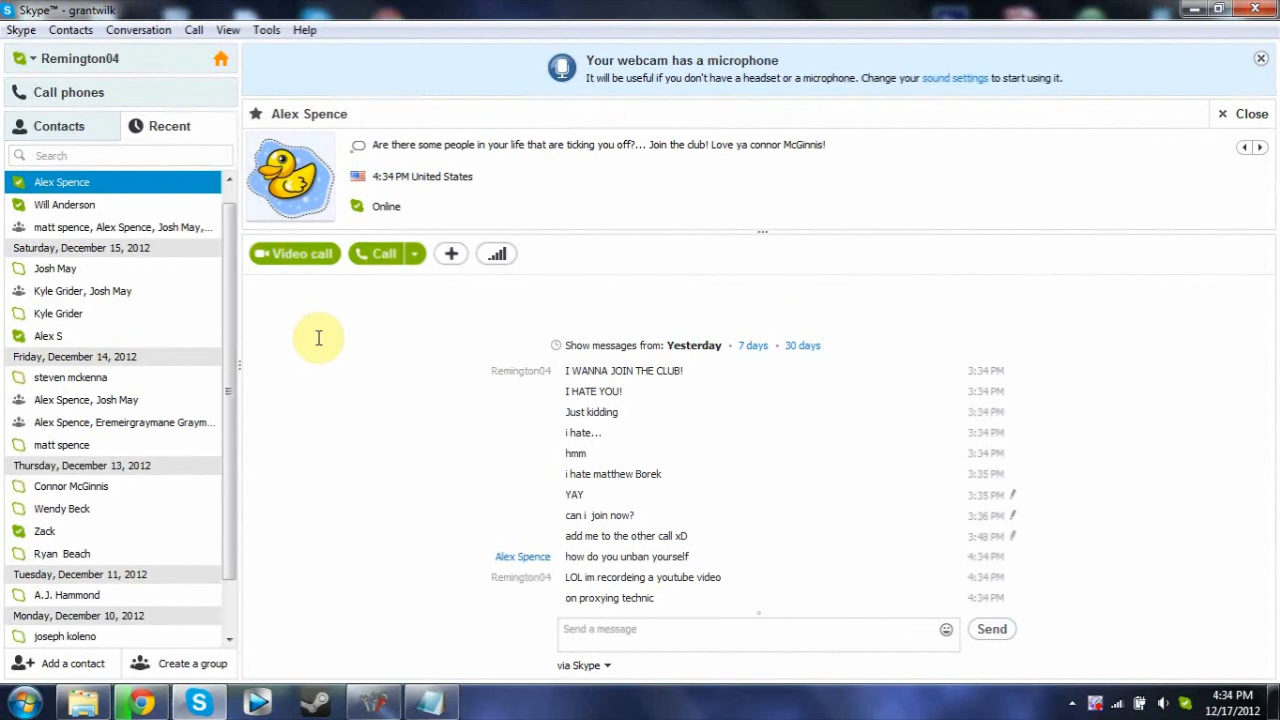 Skype™ - grantwilk
Skype Contacts Conversation Call View Tools Help
Remington04
Call phones
Contacts Recent
Search
Alex Spence
Will Anderson
matt spence, Alex Spence, Josh May,...
Saturday, December 15, 2012
Josh May
Kyle Grider, Josh May
Kyle Grider
Alex S
Friday, December 14, 2012
steven mckenna
Alex Spence, Josh May
Alex Spence, Eremeirgraymane Graym...
matt spence
Thursday, December 13, 2012
Connor McGinnis
Wendy Beck
Zack
Ryan Beach
Tuesday, December 11, 2012
A.J. Hammond
Monday, December 10, 2012
joseph koleno
Add a contact Create a group
Your webcam has a microphone
It will be useful if you don't have a headset or a microphone. Change your sound settings to start using it.
Alex Spence Close
Are there some people in your life that are ticking you off?... Join the club! Love ya connor McGinnis!
4:34 PM United States
Online
Video call Call
Show messages from: Yesterday • 7 days • 30 days
Remington04 I WANNA JOIN THE CLUB! 3:34 PM
I HATE YOU! 3:34 PM
Just kidding 3:34 PM
i hate... 3:34 PM
hmm 3:34 PM
i hate matthew Borek 3:35 PM
YAY 3:35 PM
can i join now? 3:36 PM
add me to the other call xD 3:48 PM
Alex Spence how do you unban yourself 4:34 PM
Remington04 LOL im recordeing a youtube video 4:34 PM
on proxying technic 4:34 PM
Send a message Send
via Skype
4:34 PM
12/17/2012